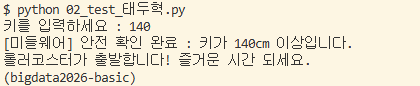 $ python 02_test_태두혁.py
키를 입력하세요 : 140
[미들웨어] 안전 확인 완료 : 키가 140cm 이상입니다.
롤러코스터가 출발합니다! 즐거운 시간 되세요.
(bigdata2026-basic)